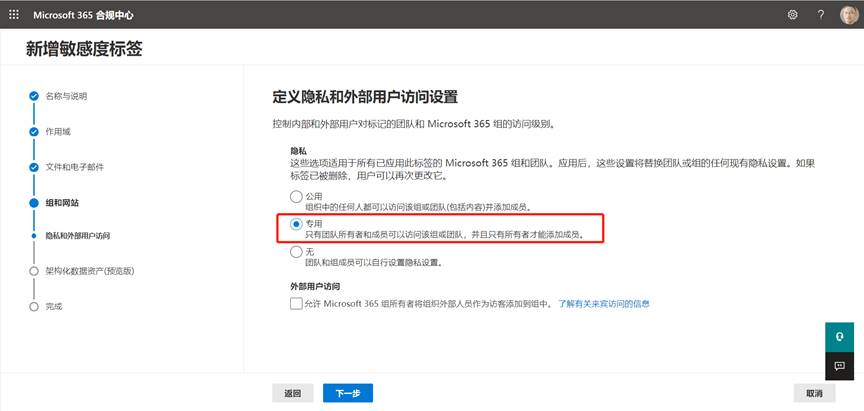 Microsoft 365 合规中心
?
新增敏感度标签
名称与说明
作用域
文件和电子邮件
组和网站
隐私和外部用户访问
架构化数据资产(预览版)
完成
定义隐私和外部用户访问设置
控制内部和外部用户对标记的团队和 Microsoft 365 组的访问级别。
隐私
这些选项适用于所有已应用此标签的 Microsoft 365 组和团队。应用后，这些设置将替换团队或组的任何现有隐私设置。如果
标签已被删除，用户可以再次更改它。
公用
组织中的任何人都可以访问该组或团队(包括内容)并添加成员。
专用
只有团队所有者和成员可以访问该组或团队，并且只有所有者才能添加成员。
无
团队和组成员可以自行设置隐私设置。
外部用户访问
允许 Microsoft 365 组所有者将组织外部人员作为访客添加到组中。 了解有关来宾访问的信息
返回
下一步
取消